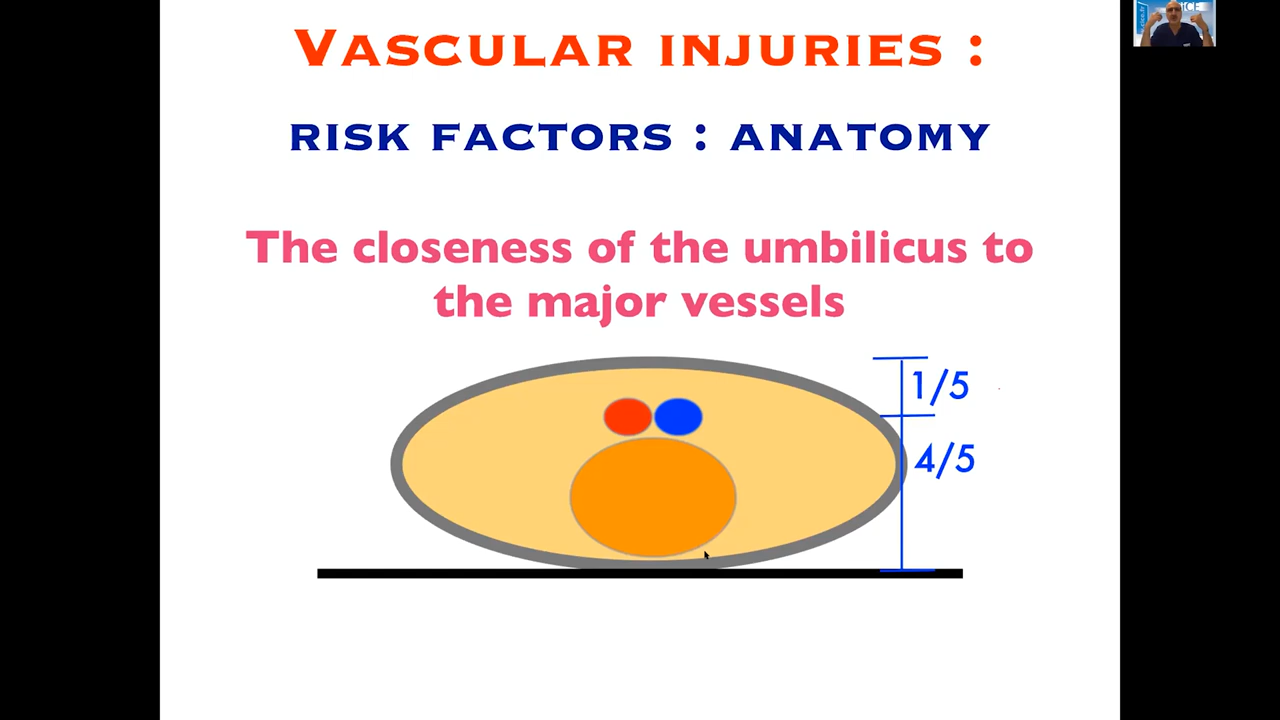 VASCULAR INJURIES :
RISK FACTORS : ANATOMY
The closeness of the umbilicus to
the major vessels
1/5
4/5